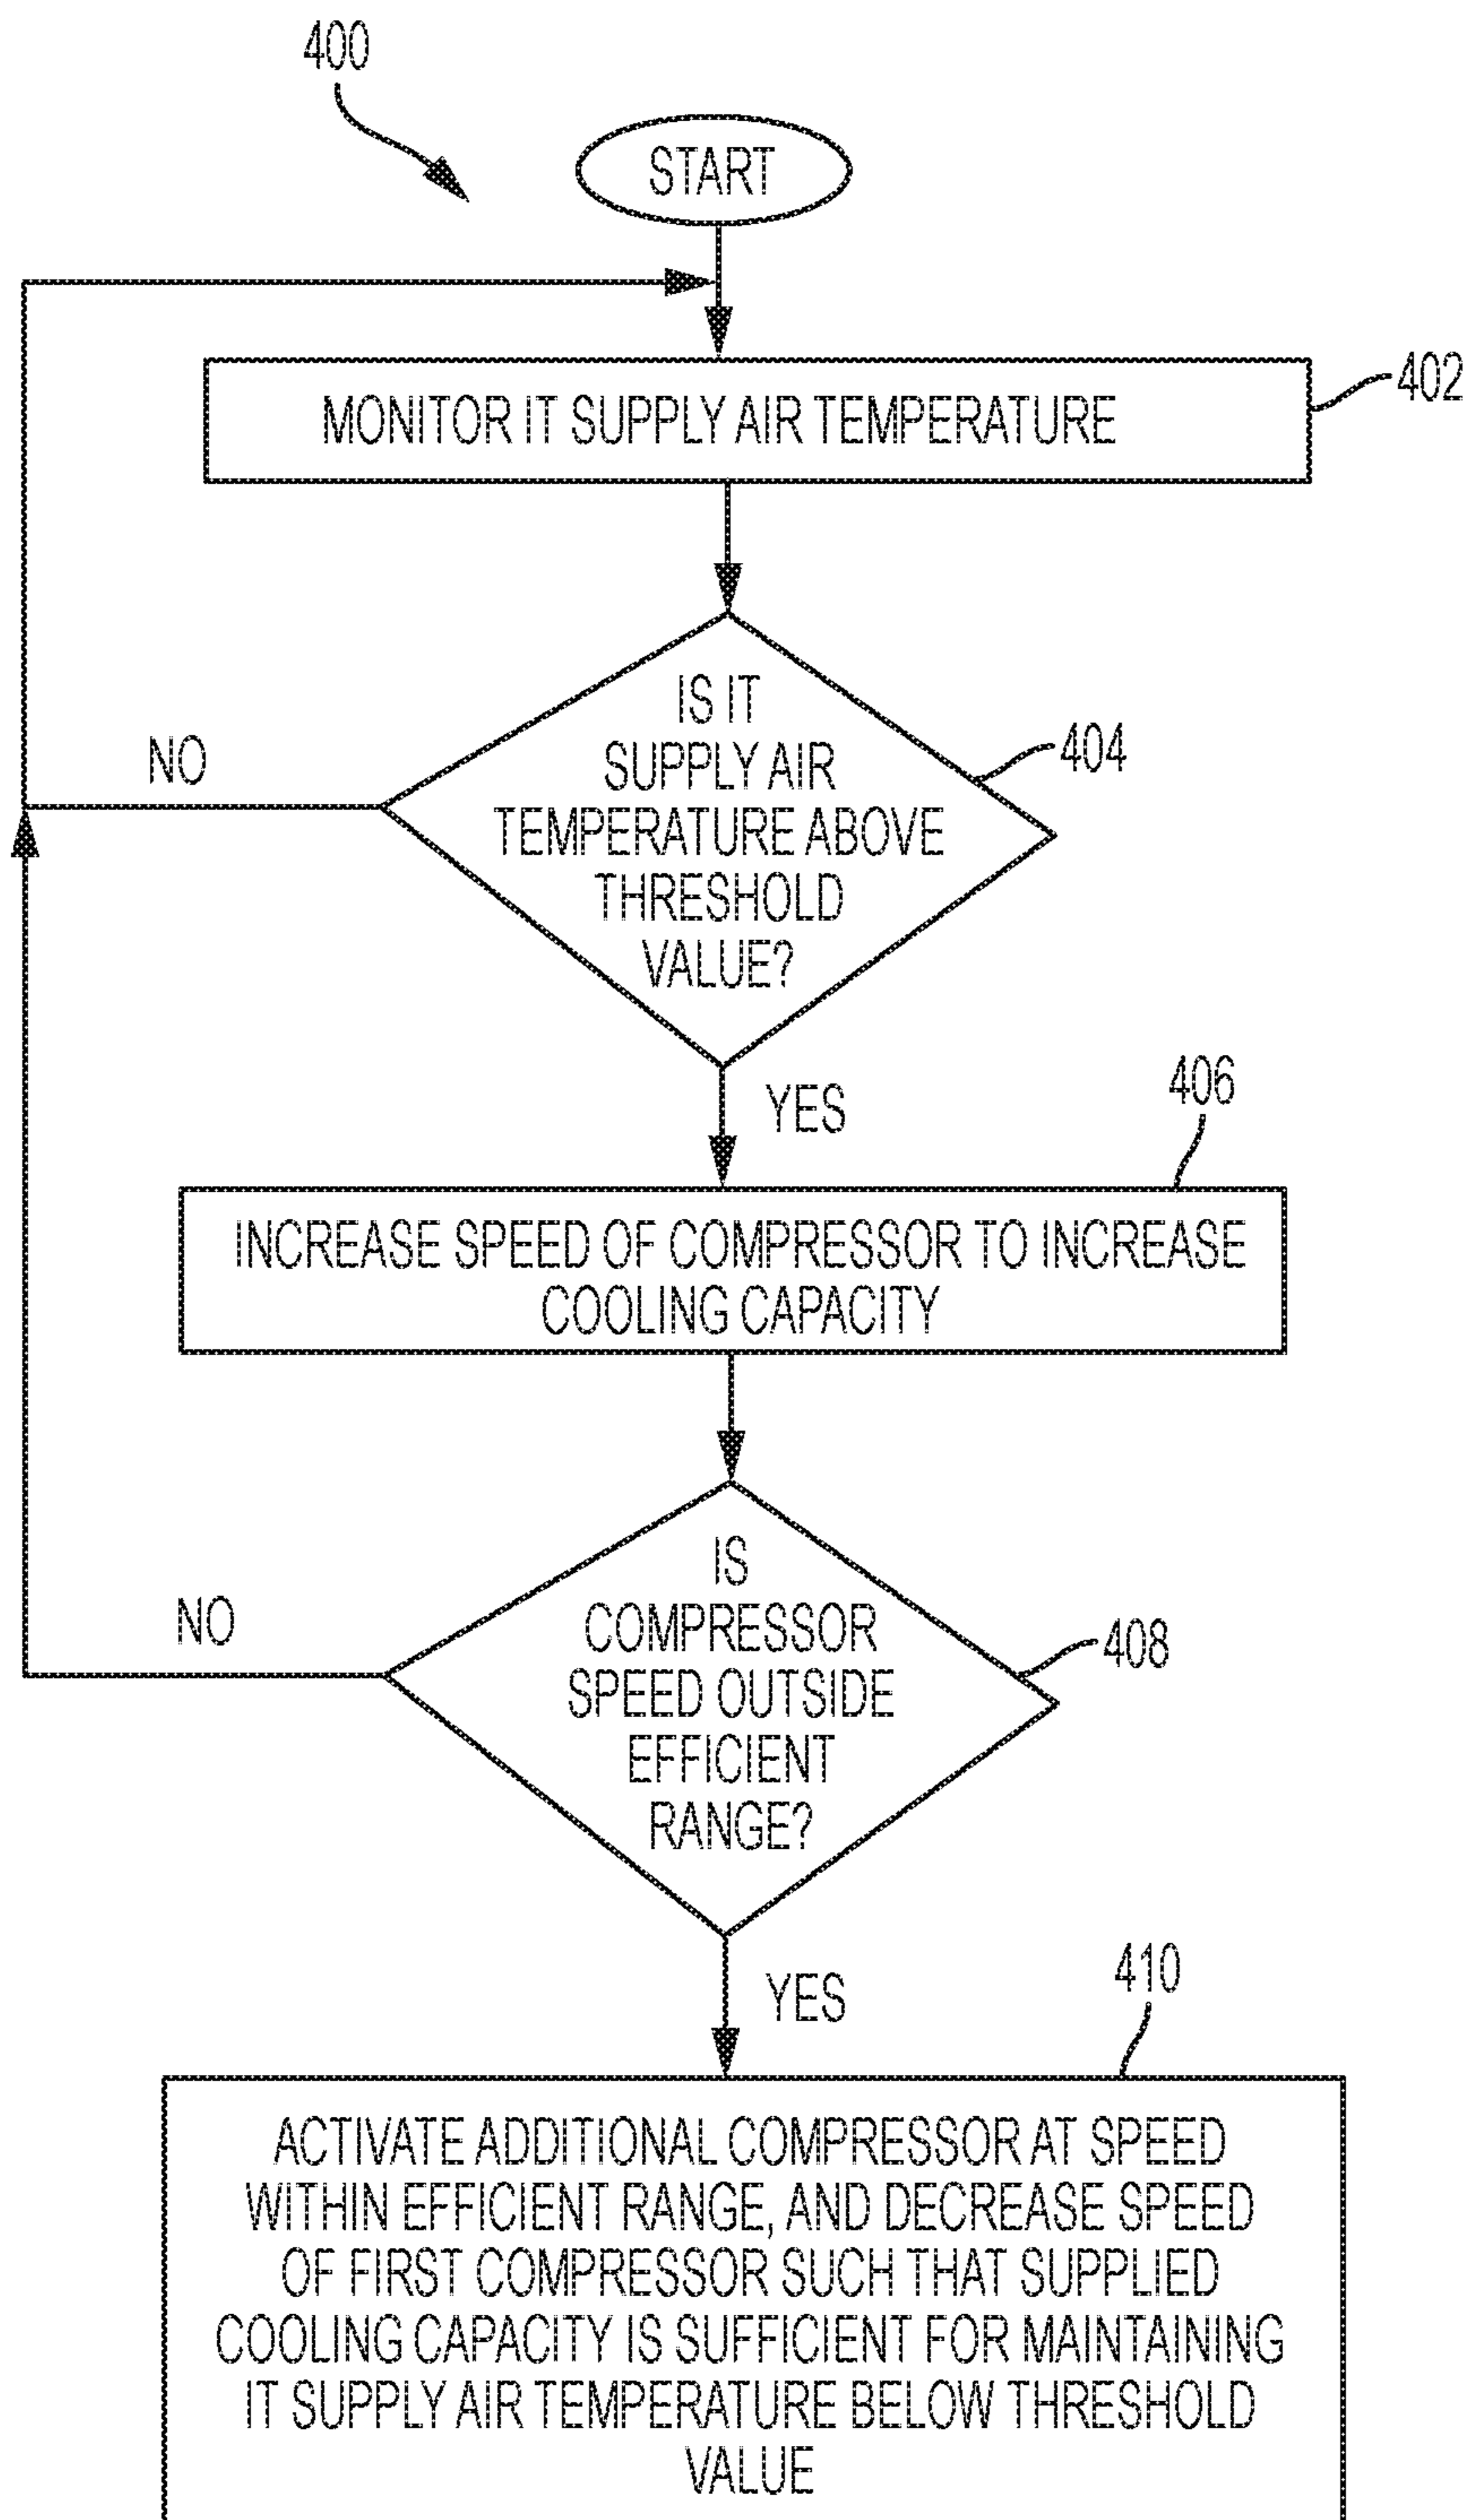 400
START
MONITOR IT SUPPLY AIR TEMPERATURE
402
IS IT
SUPPLY AIR
TEMPERATURE ABOVE
THRESHOLD
VALUE?
404
NO
YES
406
INCREASE SPEED OF COMPRESSOR TO INCREASE
COOLING CAPACITY
IS
COMPRESSOR
SPEED OUTSIDE
EFFICIENT
RANGE?
408
NO
YES
410
ACTIVATE ADDITIONAL COMPRESSOR AT SPEED
WITHIN EFFICIENT RANGE, AND DECREASE SPEED
OF FIRST COMPRESSOR SUCH THAT SUPPLIED
COOLING CAPACITY IS SUFFICIENT FOR MAINTAINING
IT SUPPLY AIR TEMPERATURE BELOW THRESHOLD
VALUE